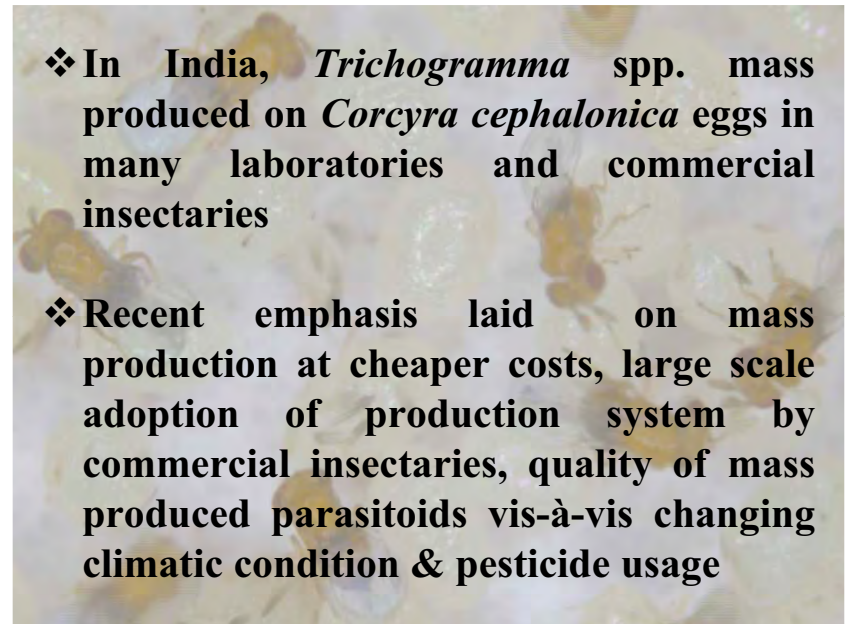 ❖In India, Trichogramma spp. mass
produced on Corcyra cephalonica eggs in
many laboratories and commercial
insectaries
❖Recent emphasis laid on mass
production at cheaper costs, large scale
adoption of production system by
commercial insectaries, quality of mass
produced parasitoids vis-à-vis changing
climatic condition & pesticide usage